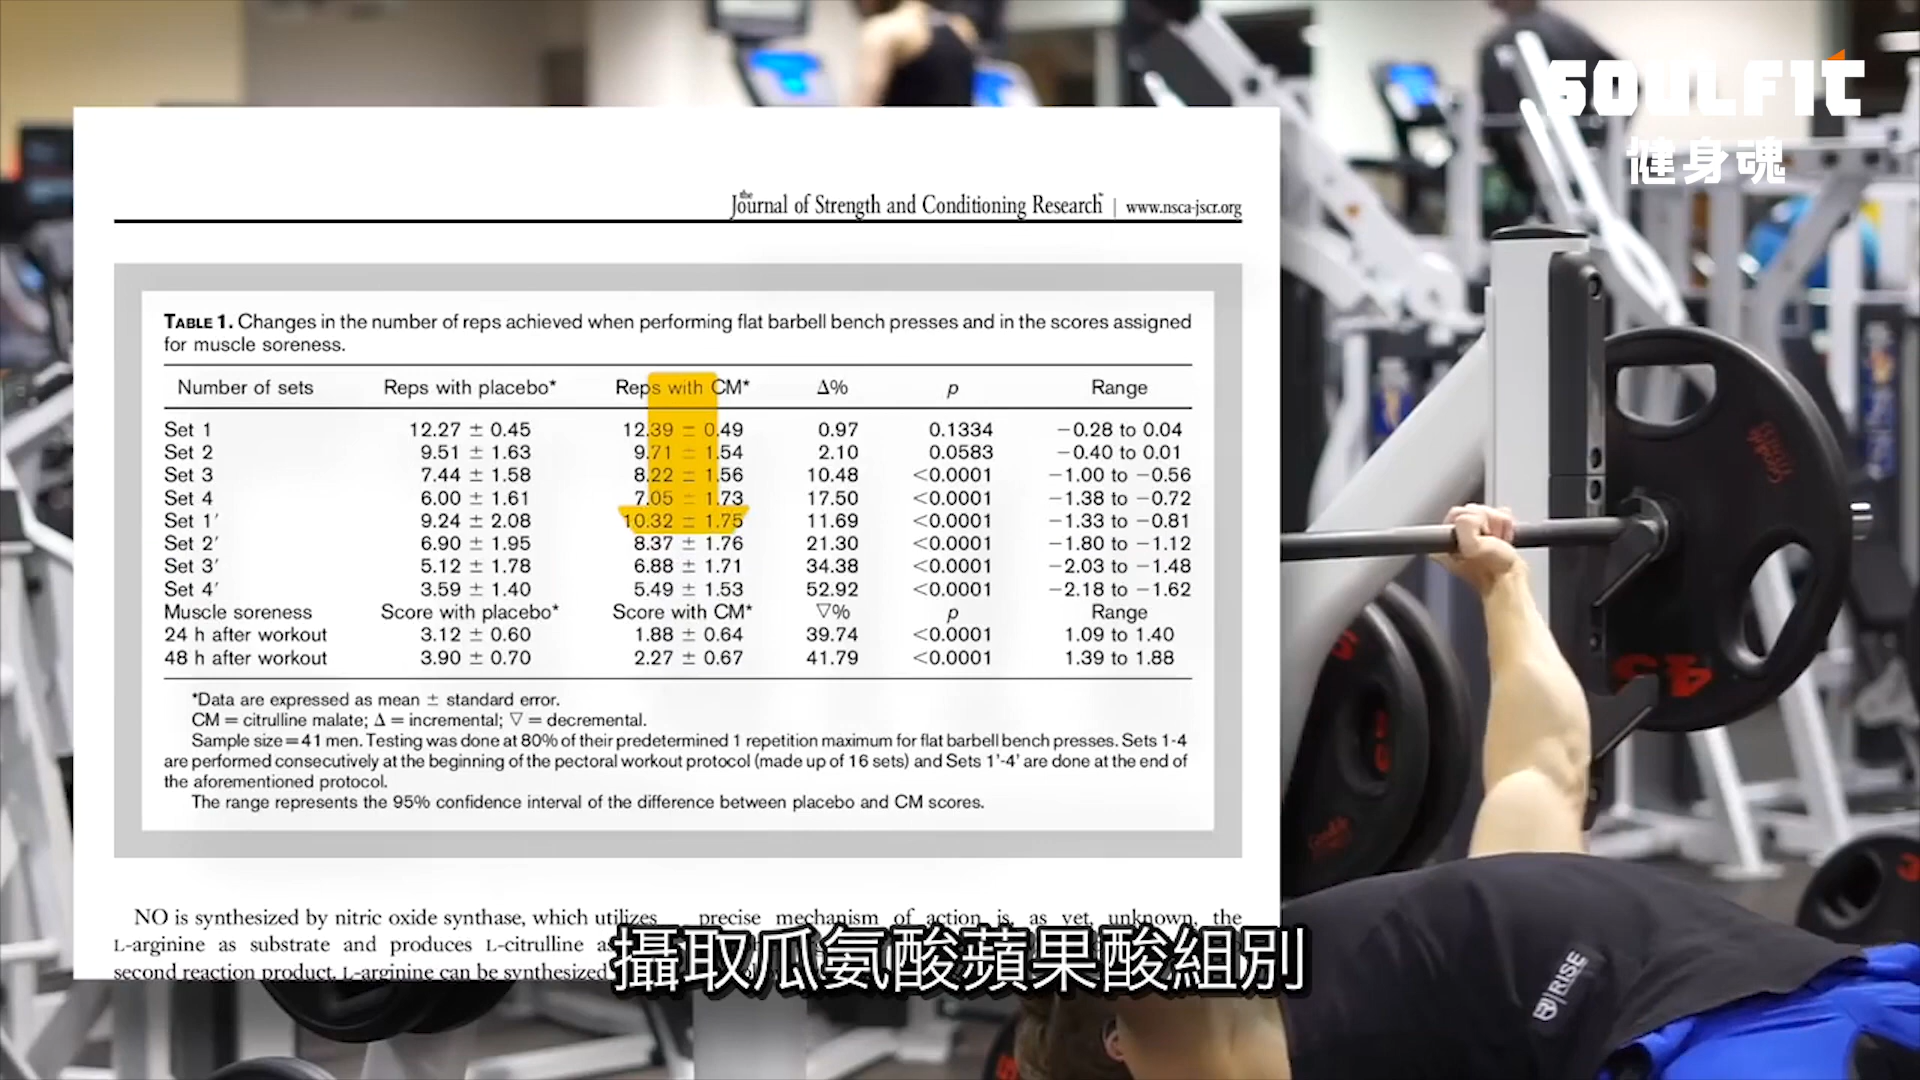 SOULFIT
健身魂
the Journal of Strength and Conditioning Research™ | www.nsca-jscr.org
TABLE 1. Changes in the number of reps achieved when performing flat barbell bench presses and in the scores assigned
for muscle soreness.
Number of sets Reps with placebo* Reps with CM* Δ% p Range
Set 1 12.27 ± 0.45 12.39 ± 0.49 0.97 0.1334 −0.28 to 0.04
Set 2 9.51 ± 1.63 9.71 ± 1.54 2.10 0.0583 −0.40 to 0.01
Set 3 7.44 ± 1.58 8.22 ± 1.56 10.48 <0.0001 −1.00 to −0.56
Set 4 6.00 ± 1.61 7.05 ± 1.73 17.50 <0.0001 −1.38 to −0.72
Set 1′ 9.24 ± 2.08 10.32 ± 1.75 11.69 <0.0001 −1.33 to −0.81
Set 2′ 6.90 ± 1.95 8.37 ± 1.76 21.30 <0.0001 −1.80 to −1.12
Set 3′ 5.12 ± 1.78 6.88 ± 1.71 34.38 <0.0001 −2.03 to −1.48
Set 4′ 3.59 ± 1.40 5.49 ± 1.53 52.92 <0.0001 −2.18 to −1.62
Muscle soreness Score with placebo* Score with CM* ▽% p Range
24 h after workout 3.12 ± 0.60 1.88 ± 0.64 39.74 <0.0001 1.09 to 1.40
48 h after workout 3.90 ± 0.70 2.27 ± 0.67 41.79 <0.0001 1.39 to 1.88
*Data are expressed as mean ± standard error.
CM = citrulline malate; Δ = incremental; ▽ = decremental.
Sample size = 41 men. Testing was done at 80% of their predetermined 1 repetition maximum for flat barbell bench presses. Sets 1-4
are performed consecutively at the beginning of the pectoral workout protocol (made up of 16 sets) and Sets 1'-4' are done at the end of
the aforementioned protocol.
The range represents the 95% confidence interval of the difference between placebo and CM scores.
NO is synthesized by nitric oxide synthase, which utilizes
L-arginine as substrate and produces L-citrulline as
second reaction product. L-arginine can be synthesized
precise mechanism of action is, as yet, unknown, the
攝取瓜氨酸蘋果酸組別
45
RISE